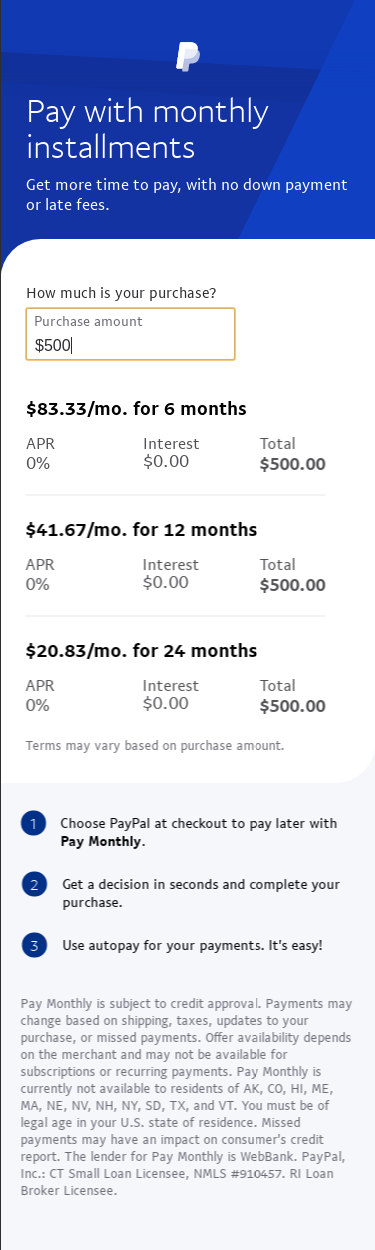 Pay with monthly
installments
Get more time to pay, with no down payment
or late fees.
How much is your purchase?
Purchase amount
$500
$83.33/mo. for 6 months
APR Interest Total
0% $0.00 $500.00
$41.67/mo. for 12 months
APR Interest Total
0% $0.00 $500.00
$20.83/mo. for 24 months
APR Interest Total
0% $0.00 $500.00
Terms may vary based on purchase amount.
1 Choose PayPal at checkout to pay later with
Pay Monthly.
2 Get a decision in seconds and complete your
purchase.
3 Use autopay for your payments. It's easy!
Pay Monthly is subject to credit approval. Payments may
change based on shipping, taxes, updates to your
purchase, or missed payments. Offer availability depends
on the merchant and may not be available for
subscriptions or recurring payments. Pay Monthly is
currently not available to residents of AK, CO, HI, ME,
MA, NE, NV, NH, NY, SD, TX, and VT. You must be of
legal age in your U.S. state of residence. Missed
payments may have an impact on consumer's credit
report. The lender for Pay Monthly is WebBank. PayPal,
Inc.: CT Small Loan Licensee, NMLS #910457. RI Loan
Broker Licensee.